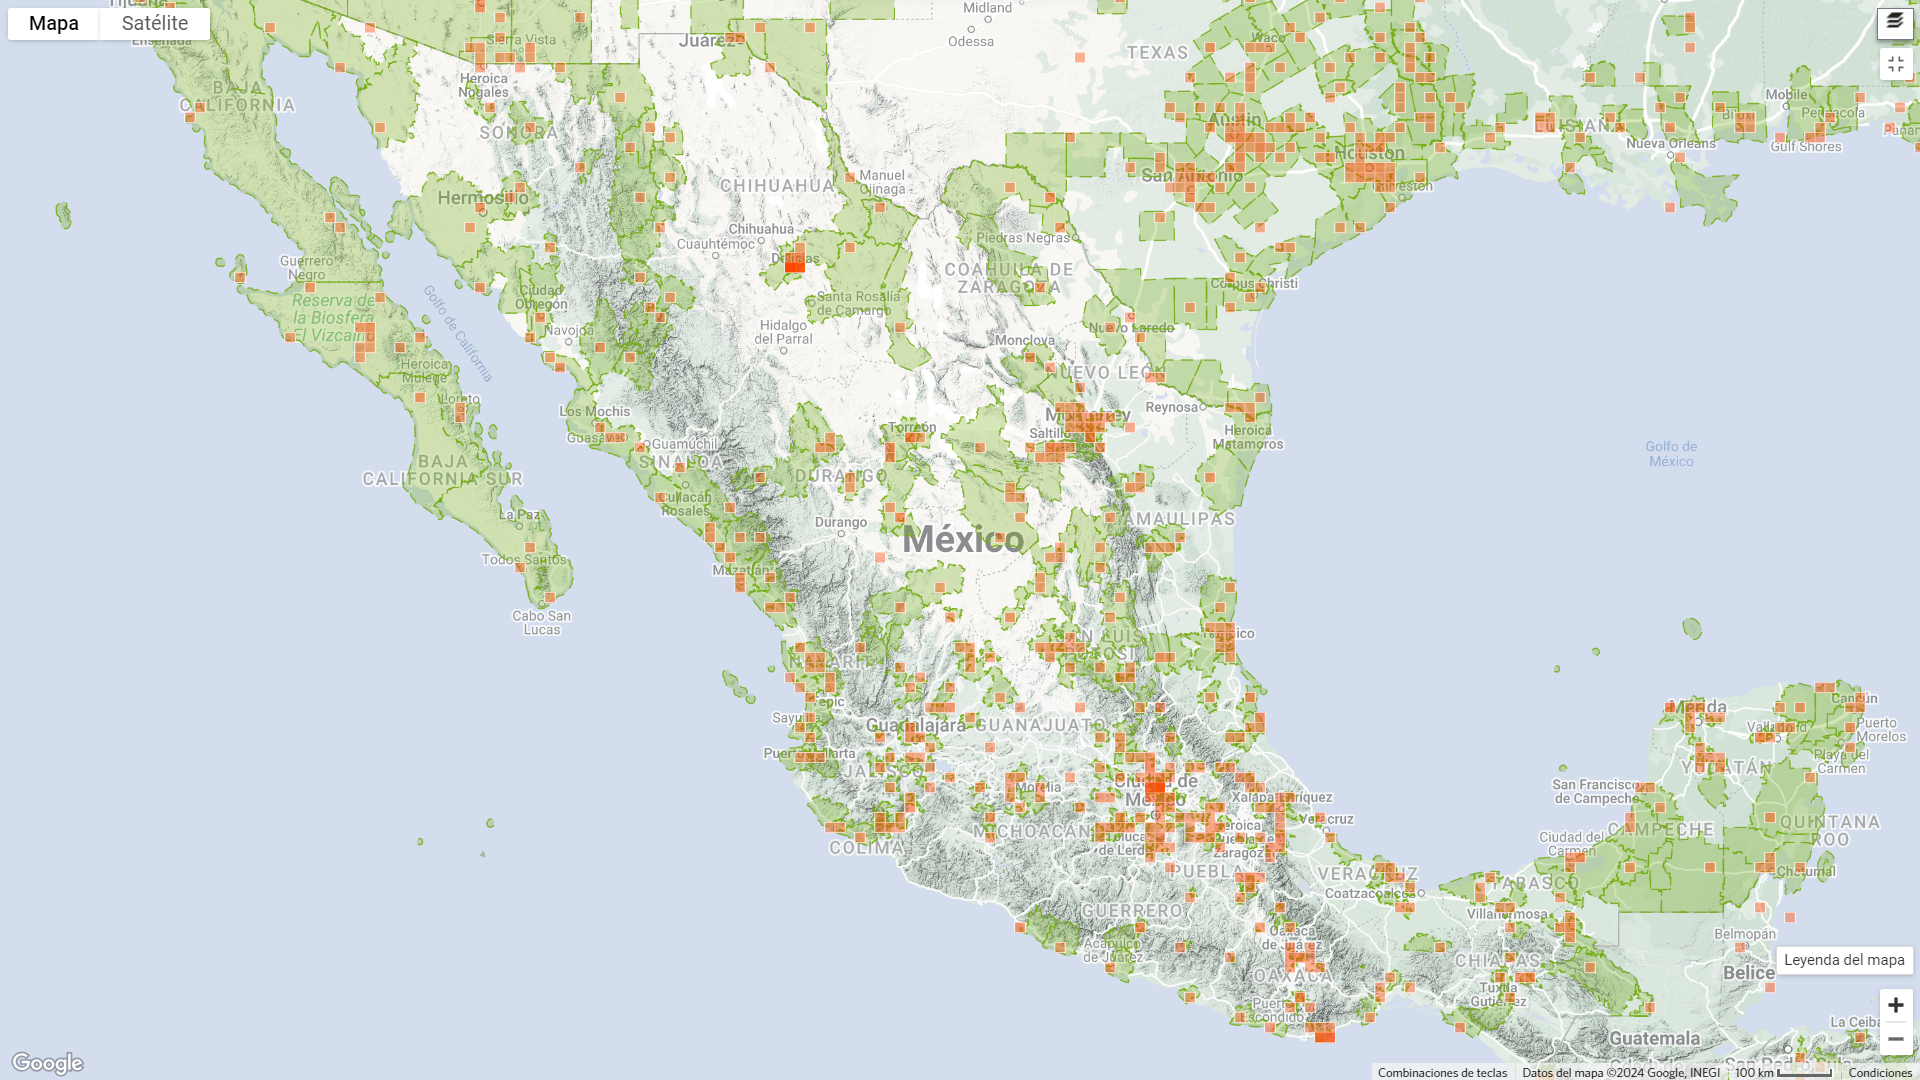 Mapa
Satélite
Ensenada
BAJA
CALIFORNIA
Sierra Vista
Heroica
Nogales
SONORA
Juárez
Midland
Odessa
TEXAS
Waco
Austin
San Antonio
Houston
Galveston
LUISIANA
Nueva Orleans
Mobile
Biloxi
Pensacola
Gulf Shores
Hermosillo
CHIHUAHUA
Manuel
Ojinaga
Chihuahua
Cuauhtémoc
Delicias
Guerrero
Negro
Reserva de
la Biosfera
El Vizcaíno
Golfo de California
Ciudad
Obregón
Navojoa
Santa Rosalía
de Camargo
Hidalgo
del Parral
Piedras Negras
COAHUILA DE
ZARAGOZA
Corpus Christi
Nuevo Laredo
Monclova
NUEVO LEÓN
Heroica
Mulegé
Loreto
Los Mochis
Guasave
Guamúchil
SINALOA
Torreón
Monterrey
Saltillo
Reynosa
Heroica
Matamoros
Golfo de
México
BAJA
CALIFORNIA SUR
DURANGO
Culiacán
Rosales
La Paz
Durango
México
TAMAULIPAS
Todos Santos
Mazatlán
Cabo San
Lucas
Tampico
SAN LUIS
POTOSÍ
NAYARIT
Tepic
Sayulita
Guadalajara
GUANAJUATO
Puerto Vallarta
JALISCO
Mérida
Cancún
Puerto
Morelos
Valladolid
Playa del
Carmen
YUCATÁN
Morelia
Ciudad de
México
Xalapa-Enríquez
San Francisco
de Campeche
MICHOACÁN
Toluca
de Lerdo
Heroica
Puebla de
Zaragoza
Veracruz
Ciudad del
Carmen
CAMPECHE
QUINTANA
ROO
COLIMA
PUEBLA
VERACRUZ
Coatzacoalcos
TABASCO
Chetumal
GUERRERO
Villahermosa
Acapulco
de Juárez
Oaxaca
de Juárez
Belmopán
OAXACA
CHIAPAS
Belice
Leyenda del mapa
Tuxtla
Gutiérrez
Puerto
Escondido
Guatemala
La Ceiba
San Pedro Sula
Google
Combinaciones de teclas
Datos del mapa ©2024 Google, INEGI
100 km
Condiciones